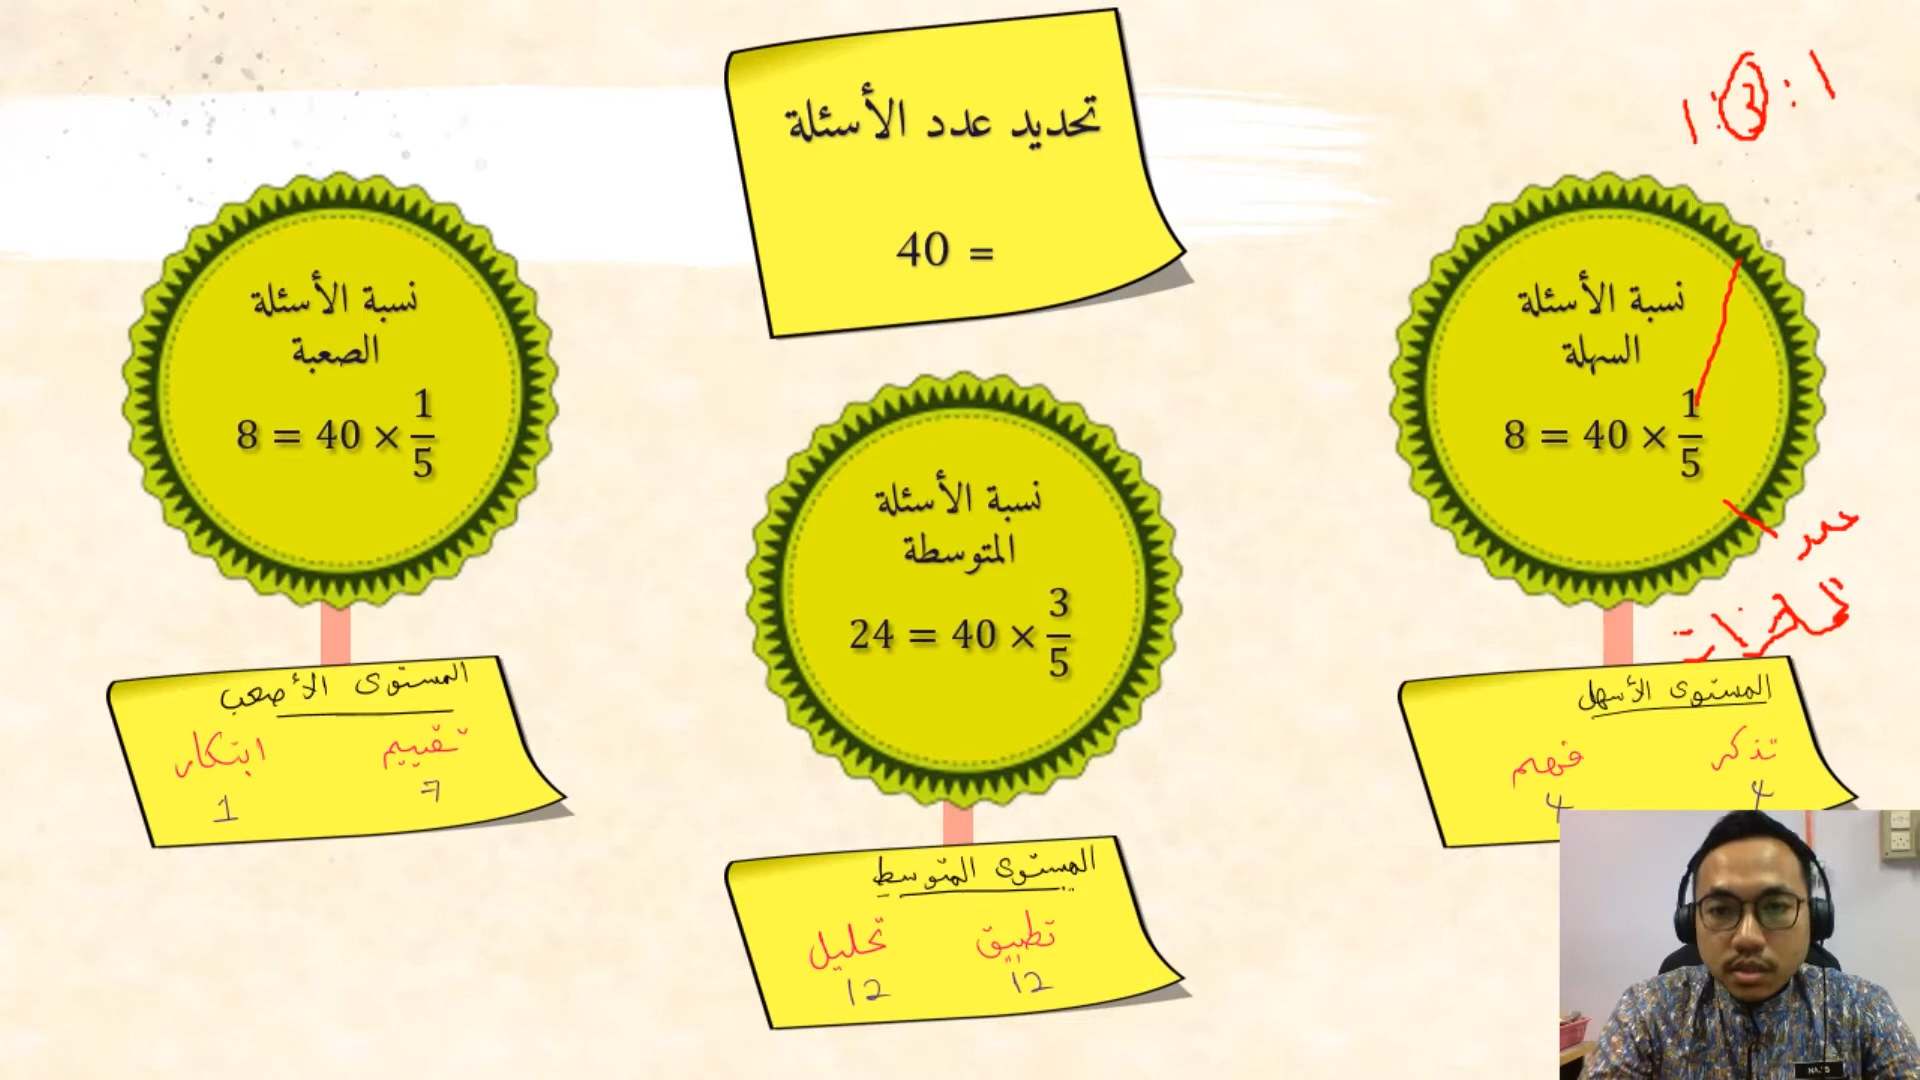 تحديد عدد الأسئلة
40 =
1:3:1
نسبة الأسئلة
السهلة
8 = 40 × 1/5
المستوى الأسهل
تذكر فهم
4 4
نسبة الأسئلة
المتوسطة
24 = 40 × 3/5
المستوى المتوسط
تطبيق تحليل
12 12
نسبة الأسئلة
الصعبة
8 = 40 × 1/5
المستوى الأصعب
تقييم ابتكار
7 1